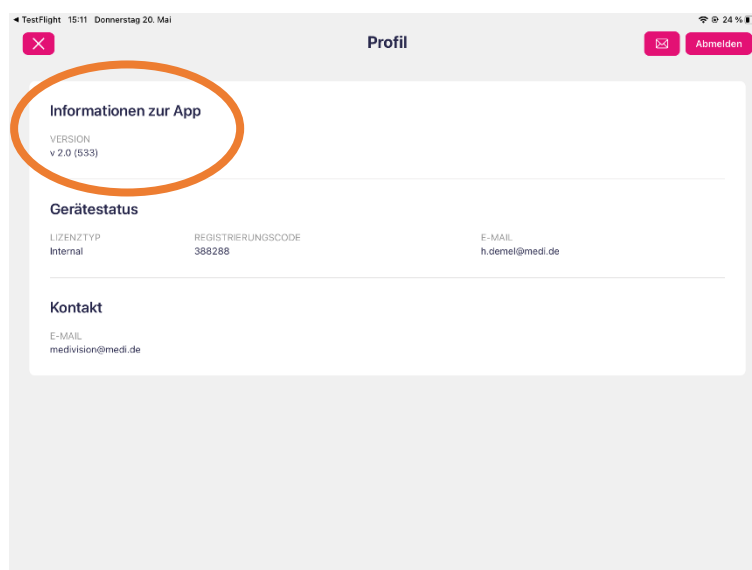 TestFlight 15:11 Donnerstag 20. Mai 24 %
Profil
Abmelden
Informationen zur App
VERSION
v 2.0 (533)
Gerätestatus
LIZENZTYP REGISTRIERUNGSCODE E-MAIL
Internal 388288 h.demel@medi.de
Kontakt
E-MAIL
medivision@medi.de